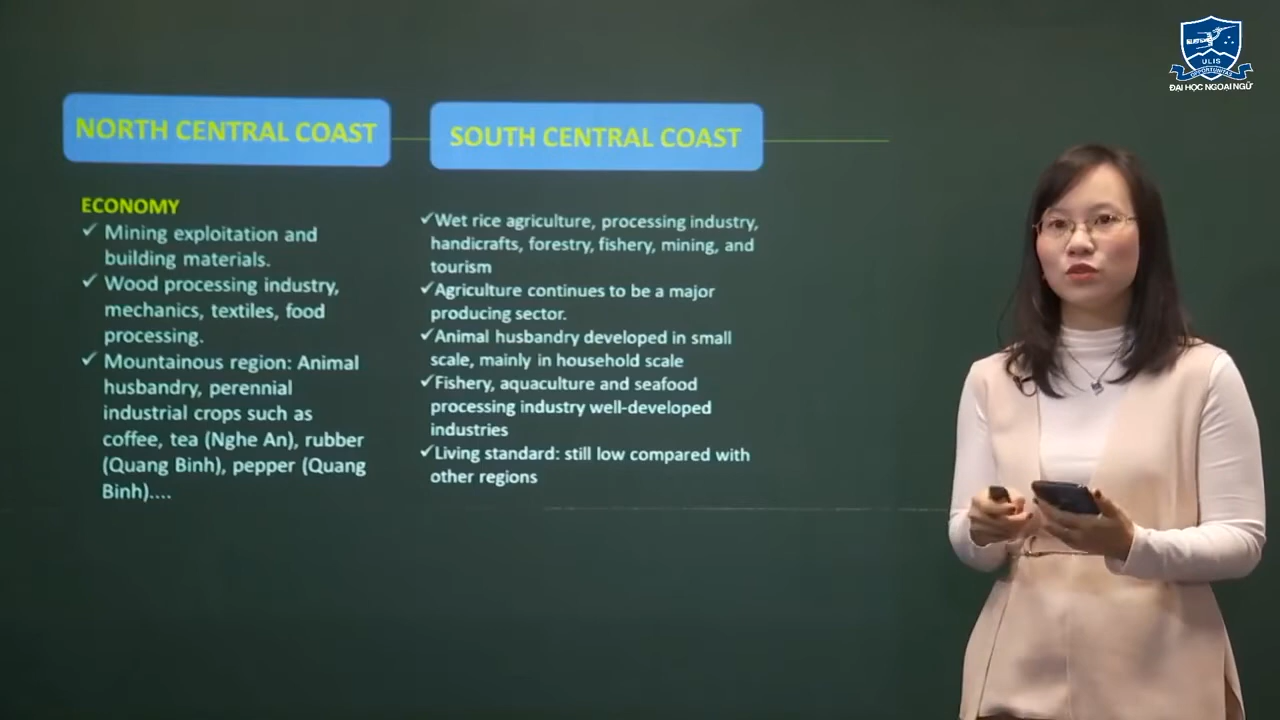 NORTH CENTRAL COAST
ECONOMY
✓ Mining exploitation and
building materials.
✓ Wood processing industry,
mechanics, textiles, food
processing.
✓ Mountainous region: Animal
husbandry, perennial
industrial crops such as
coffee, tea (Nghe An), rubber
(Quang Binh), pepper (Quang
Binh)....
SOUTH CENTRAL COAST
✓Wet rice agriculture, processing industry,
handicrafts, forestry, fishery, mining, and
tourism
✓Agriculture continues to be a major
producing sector.
✓Animal husbandry developed in small
scale, mainly in household scale
✓Fishery, aquaculture and seafood
processing industry well-developed
industries
✓Living standard: still low compared with
other regions
ULIS
ĐẠI HỌC NGOẠI NGỮ